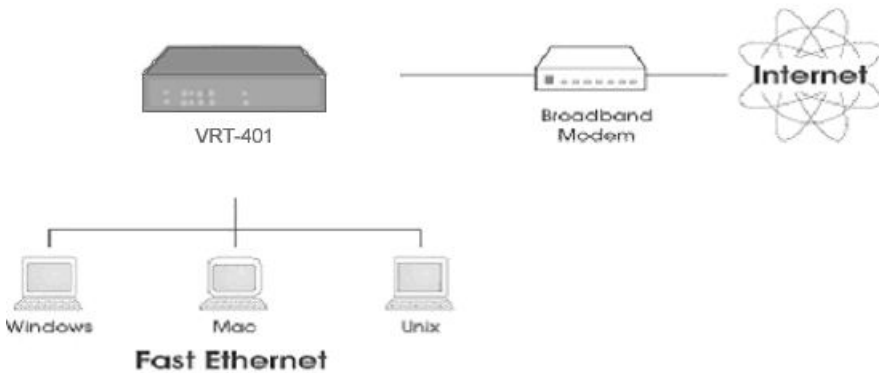 Internet
Broadband
Modem
VRT-401
Windows
Mac
Unix
Fast Ethernet